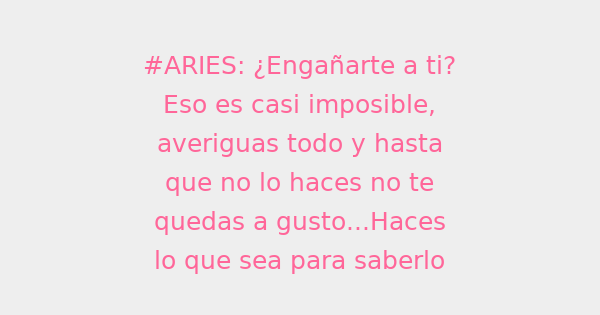 #ARIES: ¿Engañarte a ti?
Eso es casi imposible,
averiguas todo y hasta
que no lo haces no te
quedas a gusto...Haces
lo que sea para saberlo